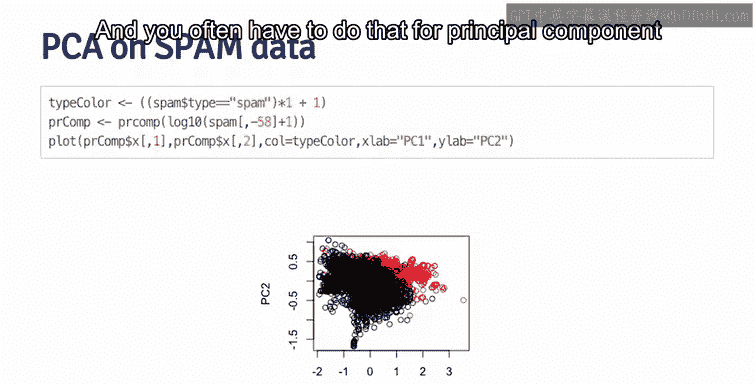 And you often have to do that for principal component
PCA on SPAM data
typeColor <- ((spam$type=="spam")*1 + 1)
prComp <- prcomp(log10(spam[,-58]+1))
plot(prComp$x[,1],prComp$x[,2],col=typeColor,xlab="PC1",ylab="PC2")
PC2
0.5
-0.5
-1.5
-2 -1 0 1 2 3